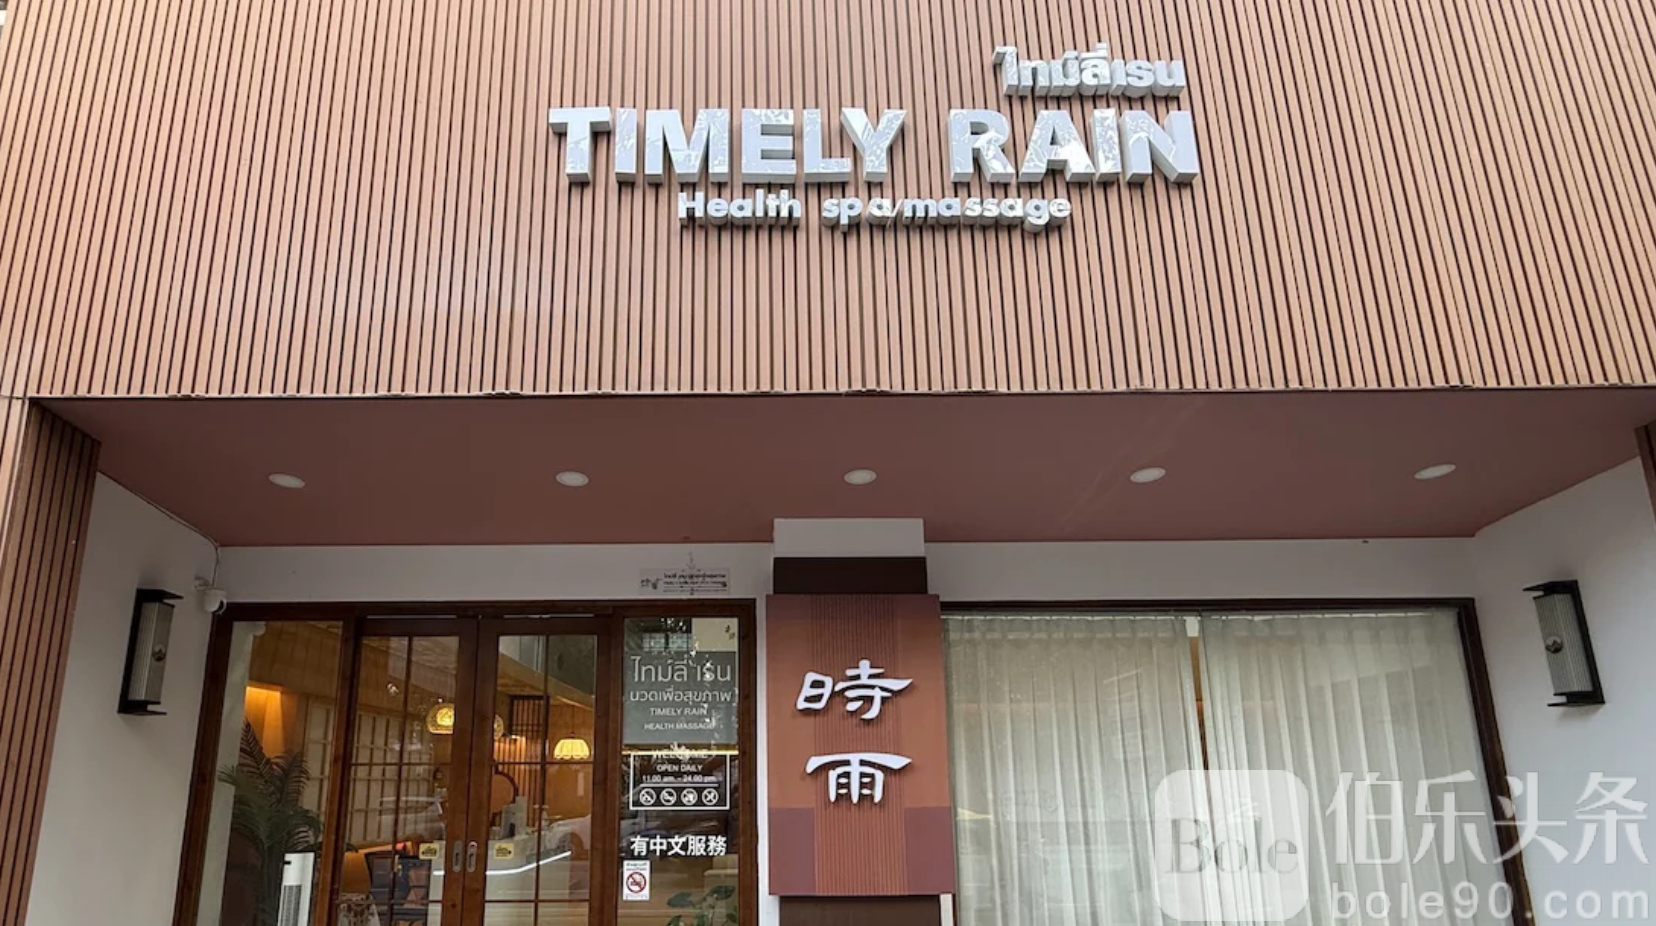 ไทม์ลี่เรน
TIMELY RAIN
Health spa/massage
ไทม์ลี่ เรน
นวดเพื่อสุขภาพ
TIMELY RAIN
HEALTH MASSAGE
WELCOME
OPEN DAILY
11.00 am. - 24.00 pm.
有中文服務
時
雨
Bole
伯乐头条
bole90.com